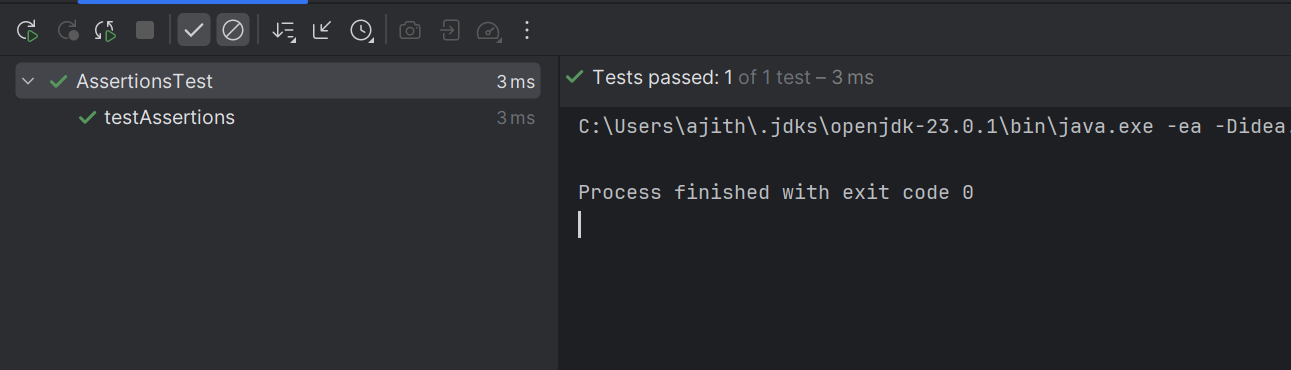 AssertionsTest 3 ms
testAssertions 3 ms
Tests passed: 1 of 1 test – 3 ms
C:\Users\ajith\.jdks\openjdk-23.0.1\bin\java.exe -ea -Didea.
Process finished with exit code 0